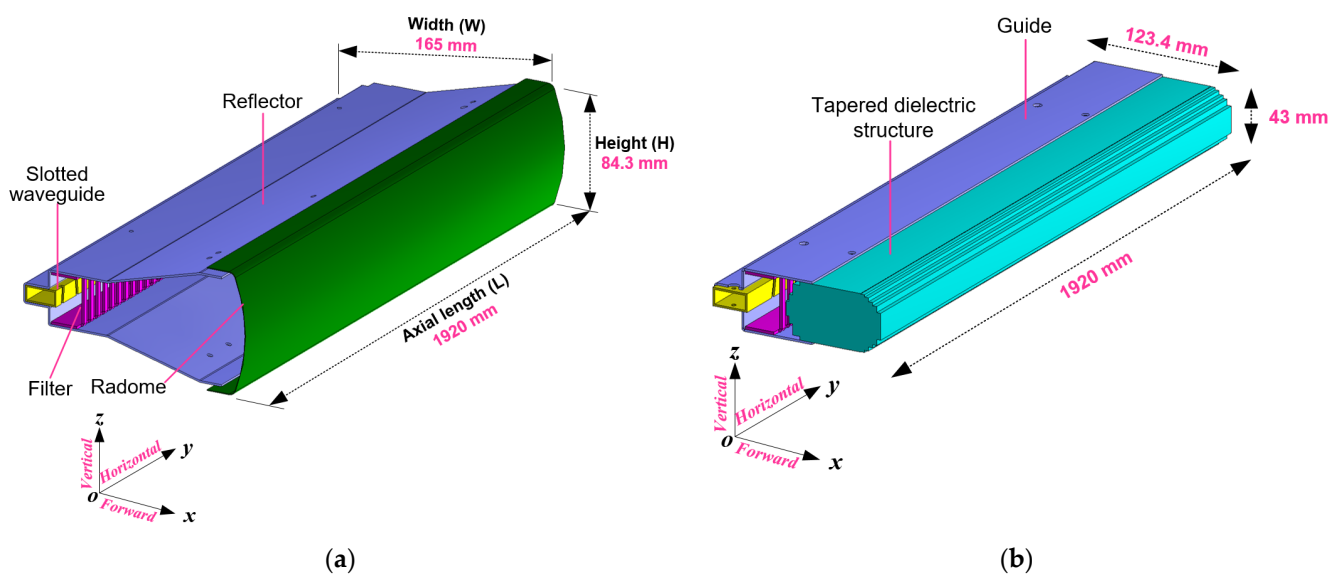 Width (W)
165 mm
Reflector
Slotted
waveguide
Height (H)
84.3 mm
Axial length (L)
1920 mm
Filter
Radome
z
Vertical
Horizontal
y
o
Forward
x
(a)
Guide
123.4 mm
Tapered dielectric
structure
43 mm
1920 mm
z
Vertical
Horizontal
y
o
Forward
x
(b)